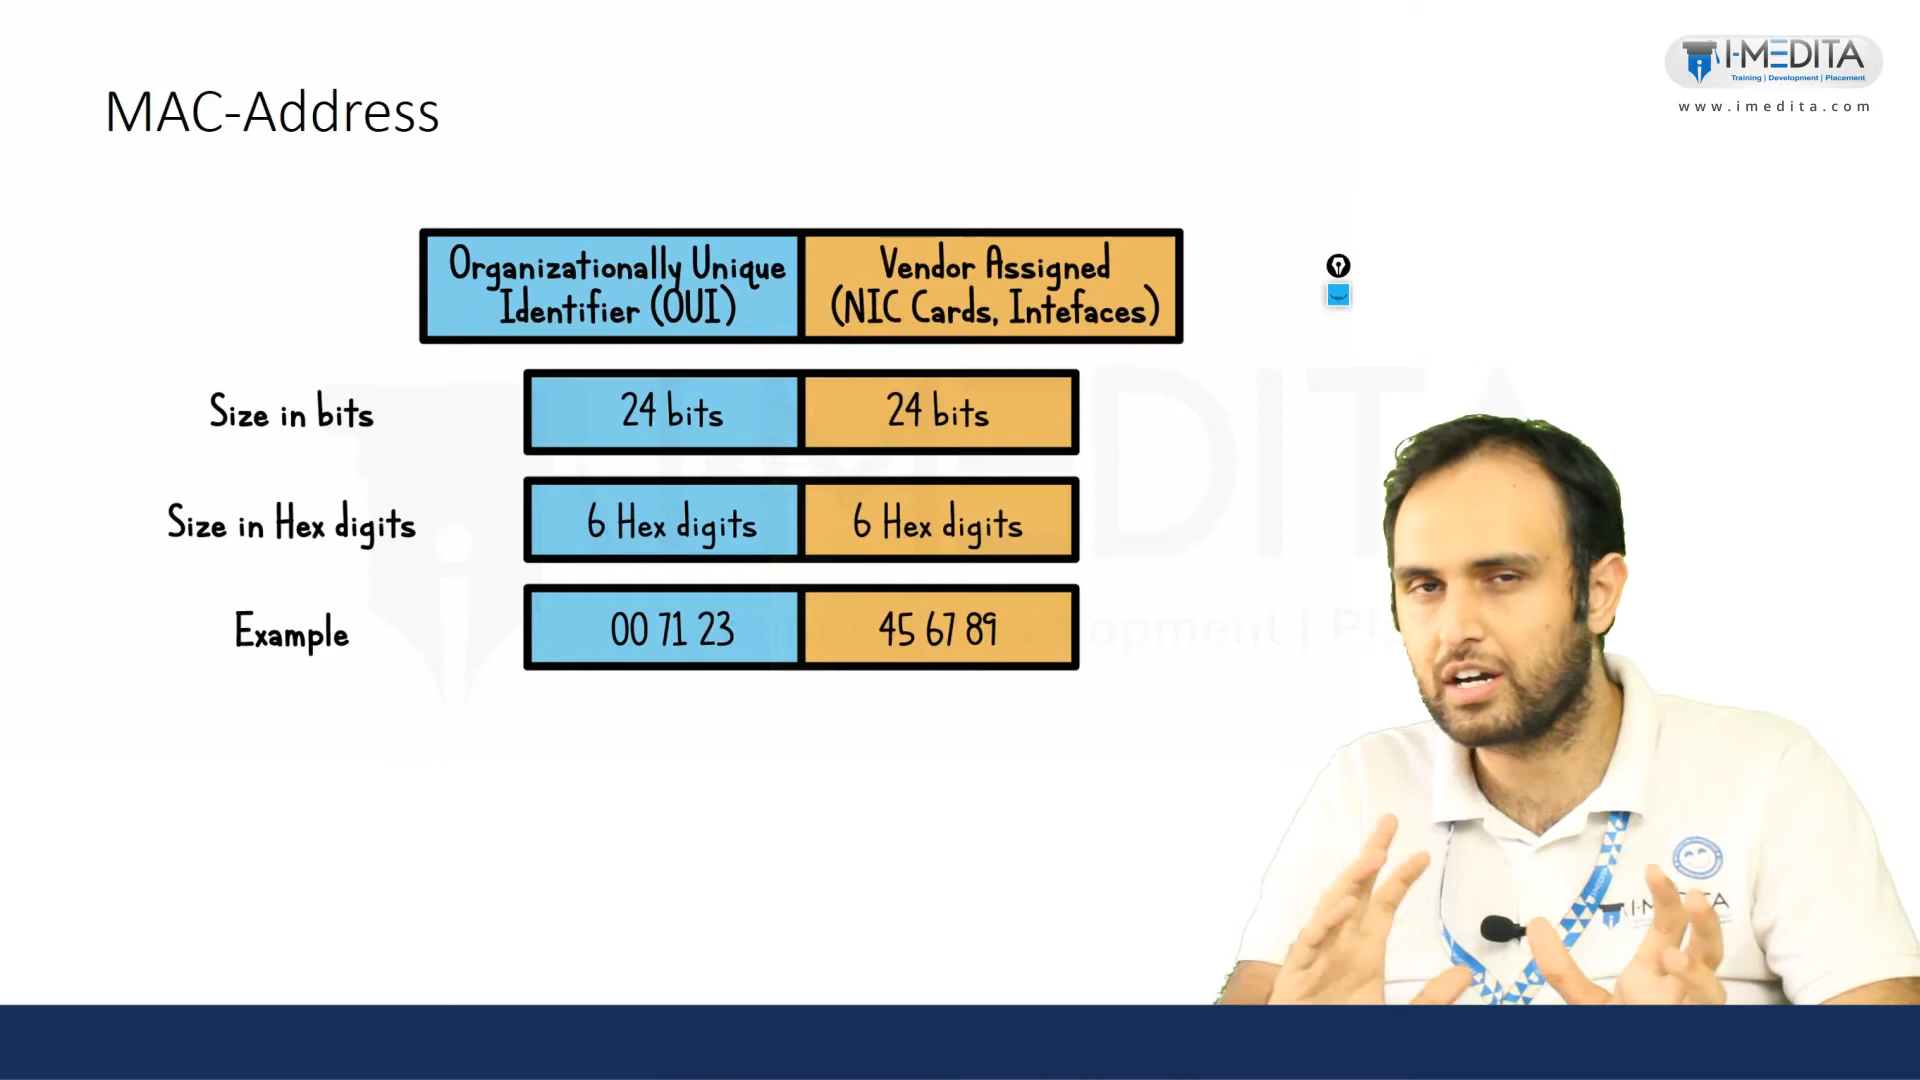 I-MEDITA
Training | Development | Placement
www.imedita.com
MAC-Address
Organizationally Unique
Identifier (OUI)
Vendor Assigned
(NIC Cards, Intefaces)
Size in bits
24 bits
24 bits
Size in Hex digits
6 Hex digits
6 Hex digits
Example
00 71 23
45 67 89